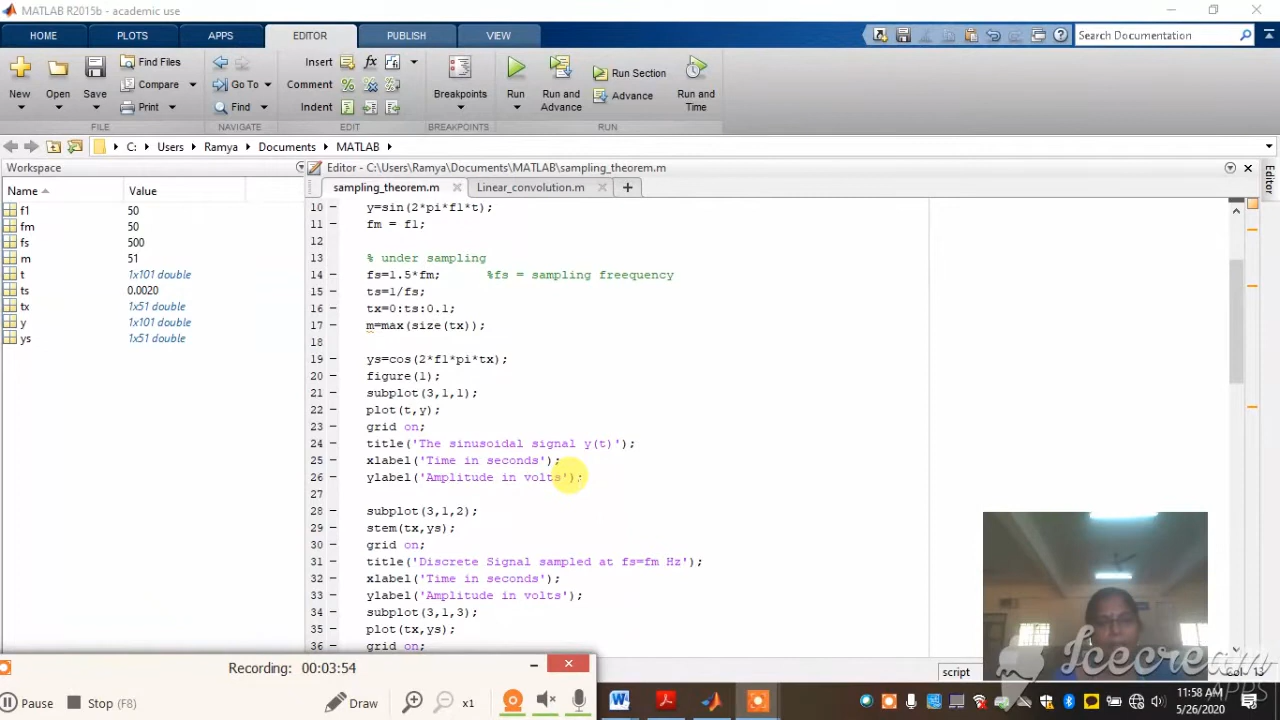 MATLAB R2015b - academic use
HOME PLOTS APPS EDITOR PUBLISH VIEW Search Documentation
Find Files Insert fx
New Open Save Compare Go To Comment Breakpoints Run Run and Advance Run Section Advance Run and Time
Print Find Indent
FILE NAVIGATE EDIT BREAKPOINTS RUN
C: Users Ramya Documents MATLAB
Workspace
Editor - C:\Users\Ramya\Documents\MATLAB\sampling_theorem.m
Editor
Name Value
sampling_theorem.m Linear_convolution.m
f1 50
fm 50
fs 500
m 51
t 1x101 double
ts 0.0020
tx 1x51 double
y 1x101 double
ys 1x51 double
10 y=sin(2*pi*f1*t);
11 fm = f1;
12
13 % under sampling
14 fs=1.5*fm; %fs = sampling freequency
15 ts=1/fs;
16 tx=0:ts:0.1;
17 m=max(size(tx));
18
19 ys=cos(2*f1*pi*tx);
20 figure(1);
21 subplot(3,1,1);
22 plot(t,y);
23 grid on;
24 title('The sinusoidal signal y(t)');
25 xlabel('Time in seconds');
26 ylabel('Amplitude in volts');
27
28 subplot(3,1,2);
29 stem(tx,ys);
30 grid on;
31 title('Discrete Signal sampled at fs=fm Hz');
32 xlabel('Time in seconds');
33 ylabel('Amplitude in volts');
34 subplot(3,1,3);
35 plot(tx,ys);
36 grid on;
Recording: 00:03:54
Pause Stop (F8) Draw x1
script Col 13
Icecream
APPS
11:58 AM
5/26/2020